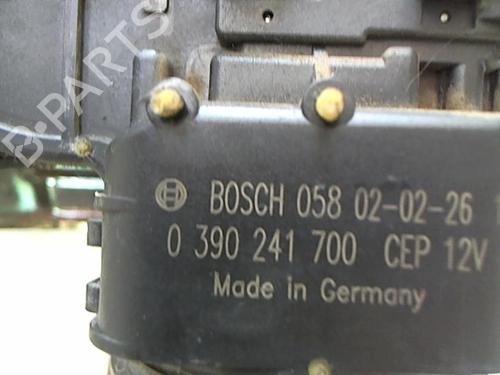 B-PARTS
BOSCH 058 02-02-26
0 390 241 700 CEP 12V
Made in Germany